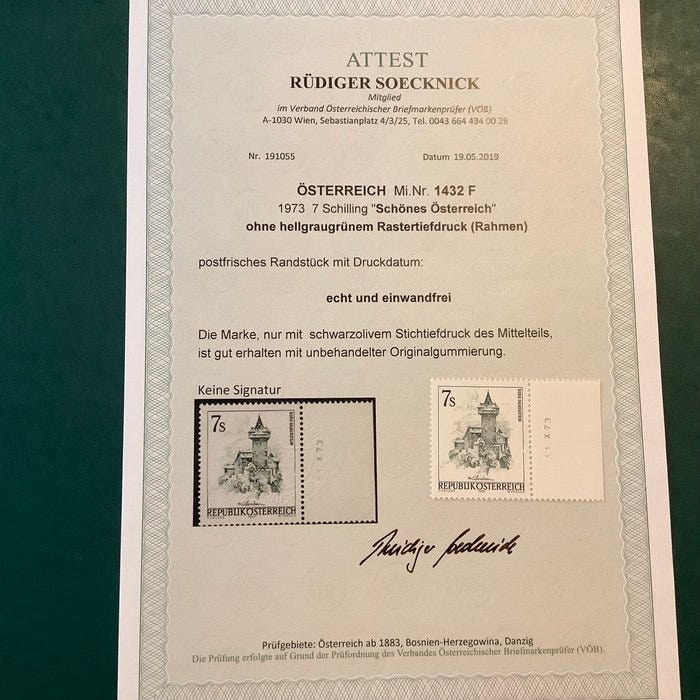 ATTEST
RÜDIGER SOECKNICK
Mitglied
im Verband Österreichischer Briefmarkenprüfer (VÖB)
A-1030 Wien, Sebastianplatz 4/3/25, Tel. 0043 664 434 00 29
Nr. 191055 Datum 19.05.2019
ÖSTERREICH Mi.Nr. 1432 F
1973 7 Schilling "Schönes Österreich"
ohne hellgraugrünem Rastertiefdruck (Rahmen)
postfrisches Randstück mit Druckdatum:
echt und einwandfrei
Die Marke, nur mit schwarzolivem Stichtiefdruck des Mittelteils,
ist gut erhalten mit unbehandelter Originalgummierung.
Keine Signatur
7s
X 73
REPUBLIK ÖSTERREICH
7s
11 X 73
REPUBLIK ÖSTERREICH
Prüfgebiete: Österreich ab 1883, Bosnien-Herzegowina, Danzig
Die Prüfung erfolgte auf Grund der Prüfordnung des Verbandes Österreichischer Briefmarkenprüfer (VÖB).